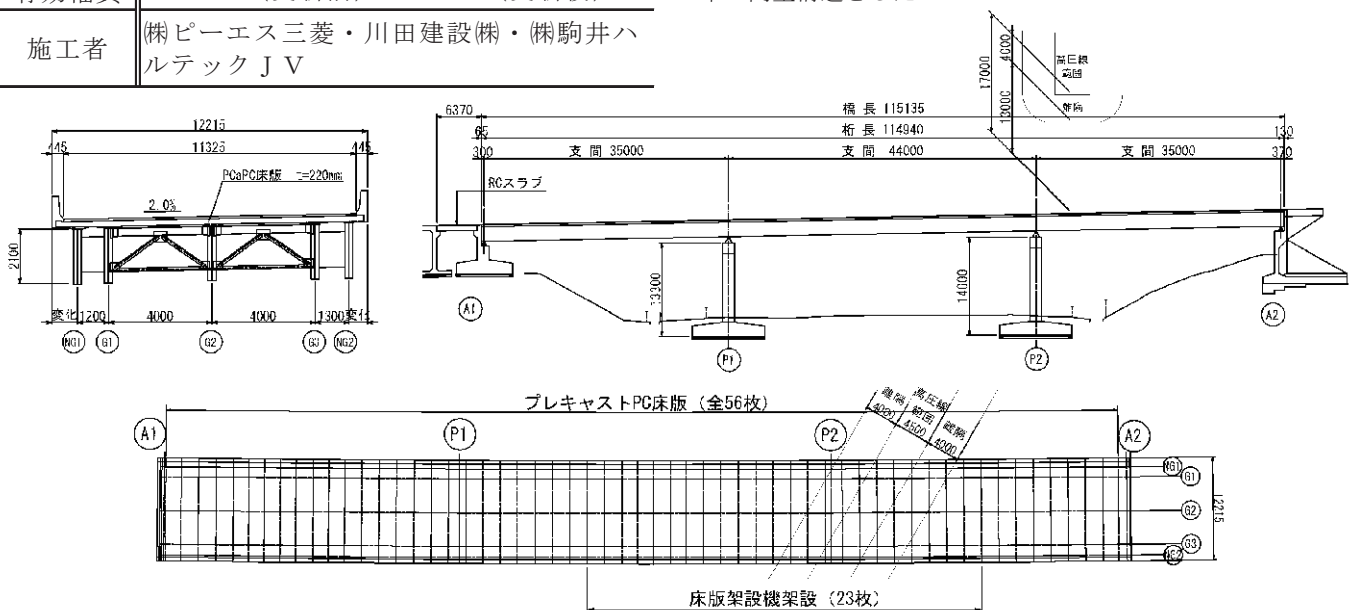 施工者
㈱ピーエス三菱・川田建設㈱・㈱駒井ハ
ルテックＪＶ
12215
445
11325
445
PCaPC床版 t=220mm
2.0%
2100
変化
1200
4000
4000
1300
変化
NG1
G1
G2
G3
NG2
17000
4000
13000
高圧線
範囲
離隔
6370
橋長 115135
65
桁長 114940
130
300
支間 35000
支間 44000
支間 35000
370
RCスラブ
13300
14000
A1
P1
P2
A2
プレキャストPC床版（全56枚）
離隔
高圧線
範囲
離隔
4000
4500
4000
A1
P1
P2
A2
NG1
G1
G2
G3
NG2
12215
床版架設機架設（23枚）